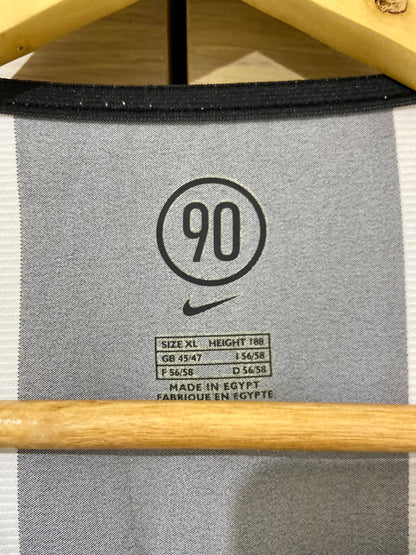 90
SIZE XL HEIGHT 188
GB 45/47 I 56/58
F 56/58 D 56/58
MADE IN EGYPT
FABRIQUE EN EGYPTE